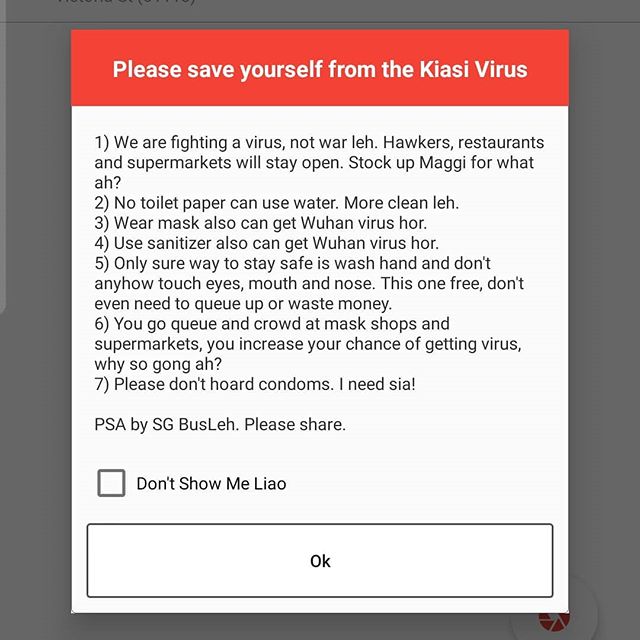 Please save yourself from the Kiasi Virus
1) We are fighting a virus, not war leh. Hawkers, restaurants
and supermarkets will stay open. Stock up Maggi for what
ah?
2) No toilet paper can use water. More clean leh.
3) Wear mask also can get Wuhan virus hor.
4) Use sanitizer also can get Wuhan virus hor.
5) Only sure way to stay safe is wash hand and don't
anyhow touch eyes, mouth and nose. This one free, don't
even need to queue up or waste money.
6) You go queue and crowd at mask shops and
supermarkets, you increase your chance of getting virus,
why so gong ah?
7) Please don't hoard condoms. I need sia!
PSA by SG BusLeh. Please share.
Don't Show Me Liao
Ok